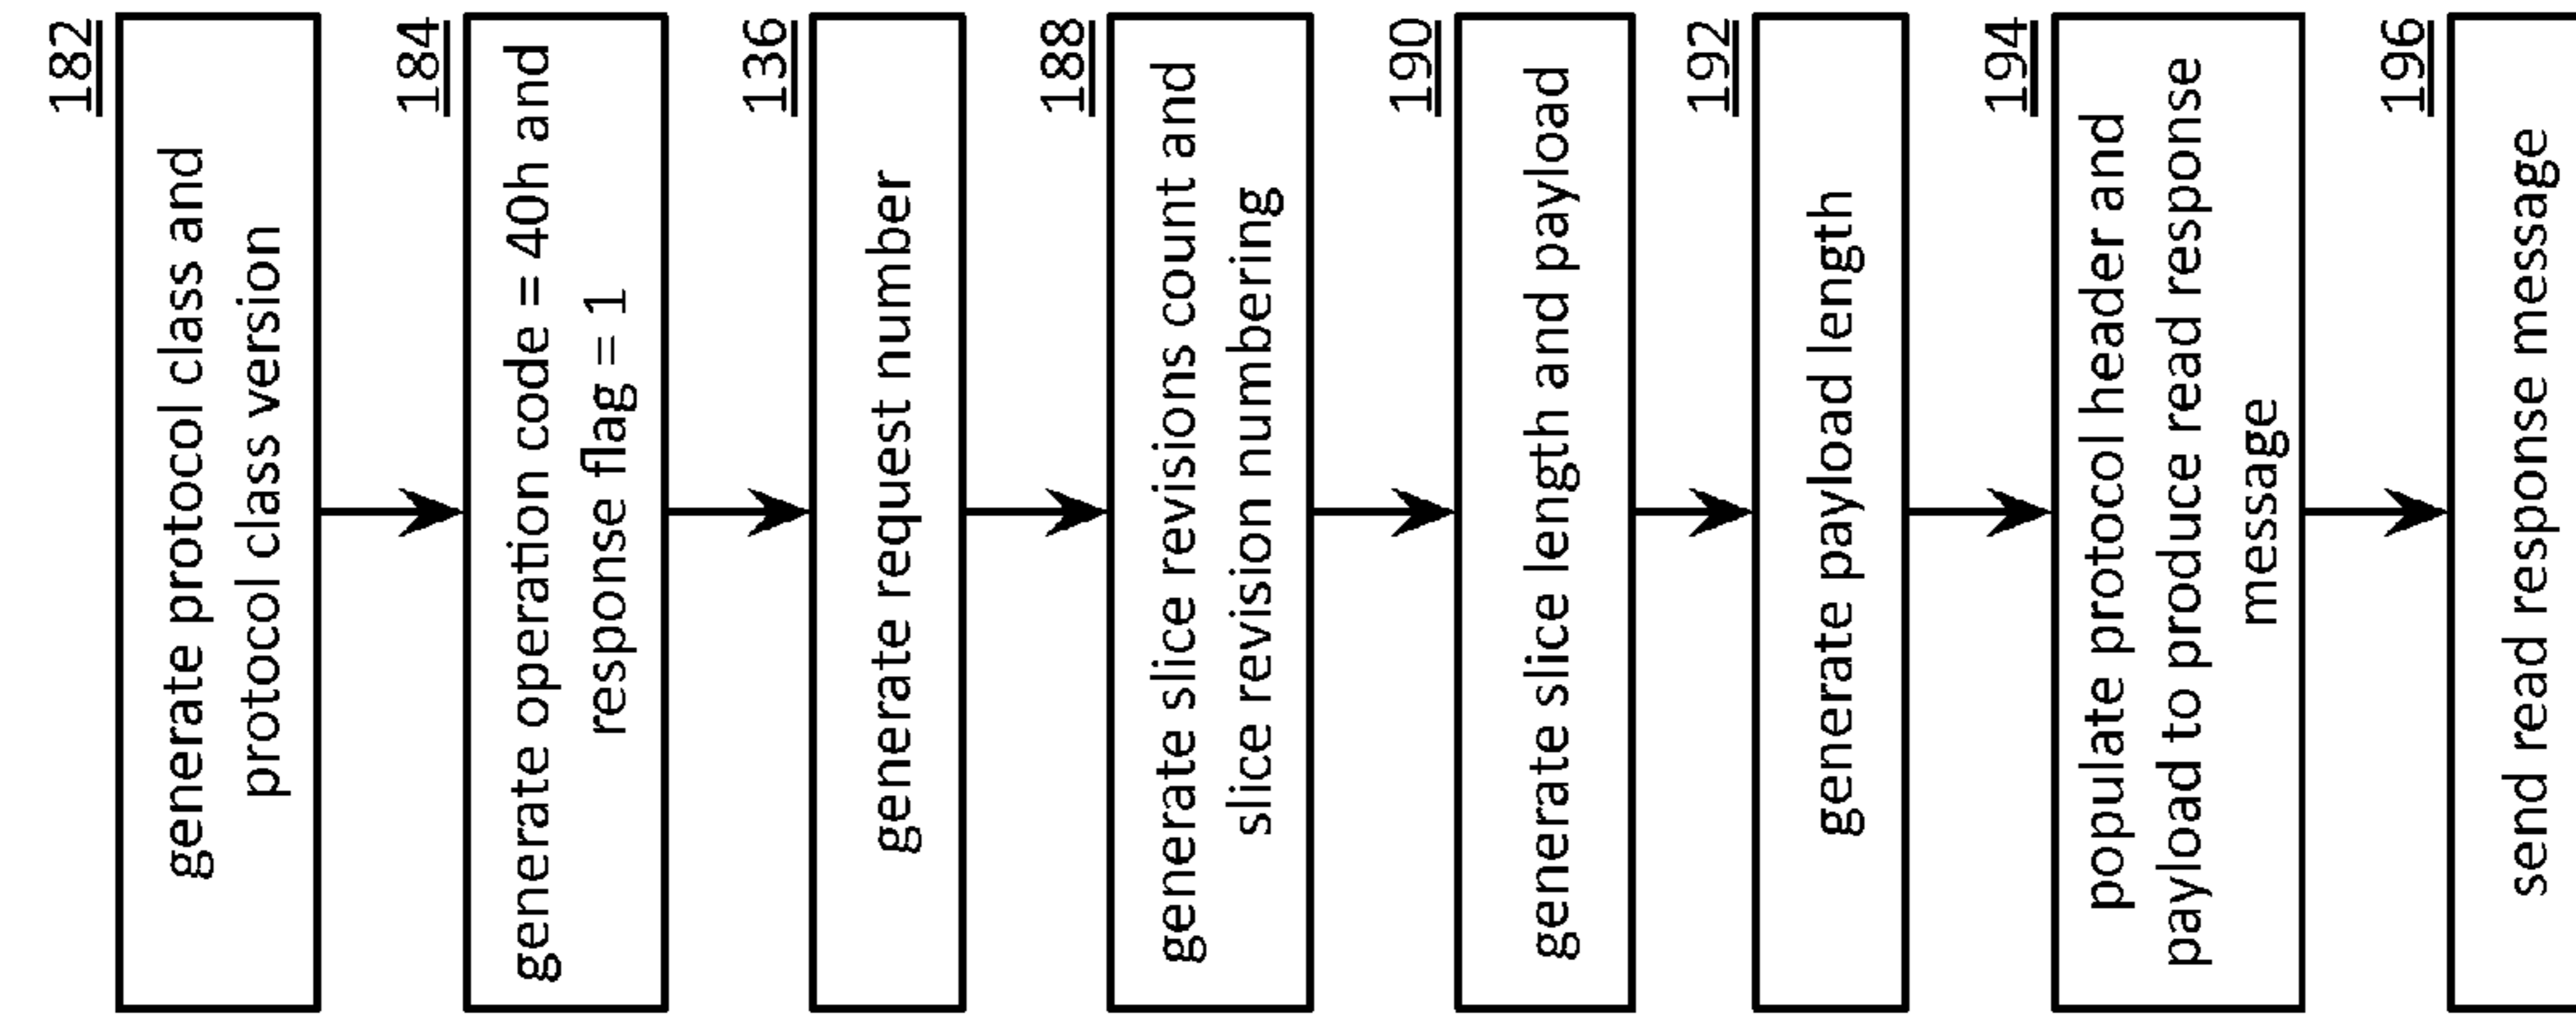 182
generate protocol class and
protocol class version
184
generate operation code = 40h and
response flag = 1
136
generate request number
188
generate slice revisions count and
slice revision numbering
190
generate slice length and payload
192
generate payload length
194
populate protocol header and
payload to produce read response
message
196
send read response message